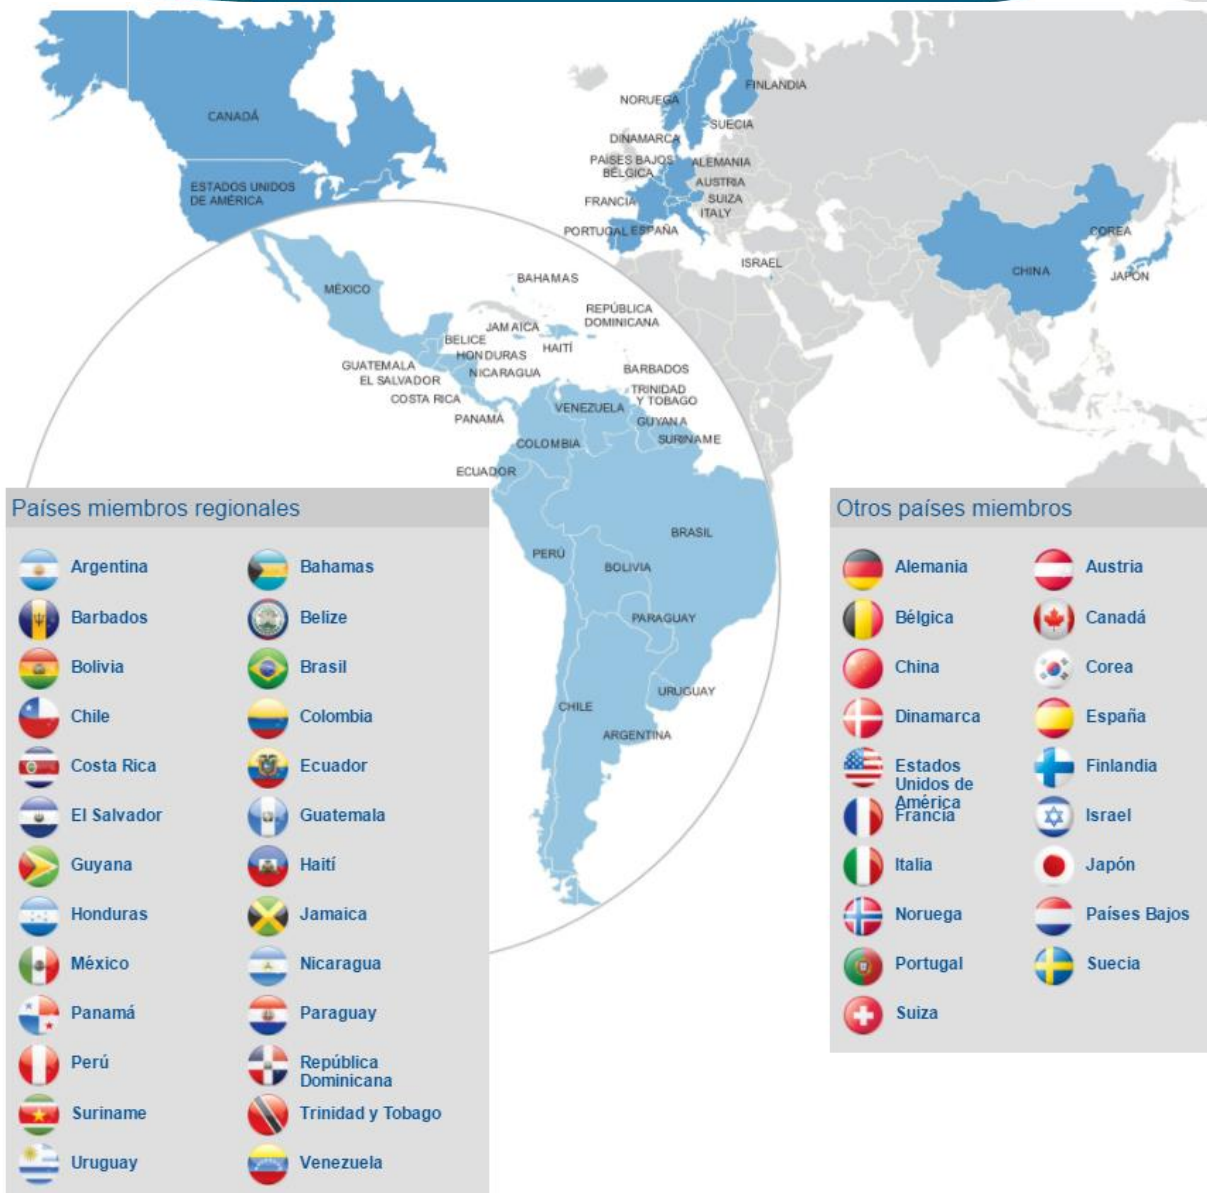 CANADÁ
ESTADOS UNIDOS
DE AMÉRICA
FINLANDIA
NORUEGA
SUECIA
DINAMARCA
PAÍSES BAJOS
ALEMANIA
BÉLGICA
AUSTRIA
SUIZA
FRANCIA
ITALY
PORTUGAL
ESPAÑA
ISRAEL
COREA
CHINA
JAPÓN
MÉXICO
BAHAMAS
REPÚBLICA
DOMINICANA
JAMAICA
BELICE
HAITÍ
HONDURAS
GUATEMALA
NICARAGUA
EL SALVADOR
BARBADOS
COSTA RICA
TRINIDAD
Y TOBAGO
PANAMÁ
VENEZUELA
GUYANA
COLOMBIA
SURINAME
ECUADOR
BRASIL
PERÚ
BOLIVIA
PARAGUAY
URUGUAY
CHILE
ARGENTINA
Países miembros regionales
Argentina
Bahamas
Barbados
Belize
Bolivia
Brasil
Chile
Colombia
Costa Rica
Ecuador
El Salvador
Guatemala
Guyana
Haití
Honduras
Jamaica
México
Nicaragua
Panamá
Paraguay
Perú
República
Dominicana
Suriname
Trinidad y Tobago
Uruguay
Venezuela
Otros países miembros
Alemania
Austria
Bélgica
Canadá
China
Corea
Dinamarca
España
Estados
Unidos de
América
Finlandia
Francia
Israel
Italia
Japón
Noruega
Países Bajos
Portugal
Suecia
Suiza